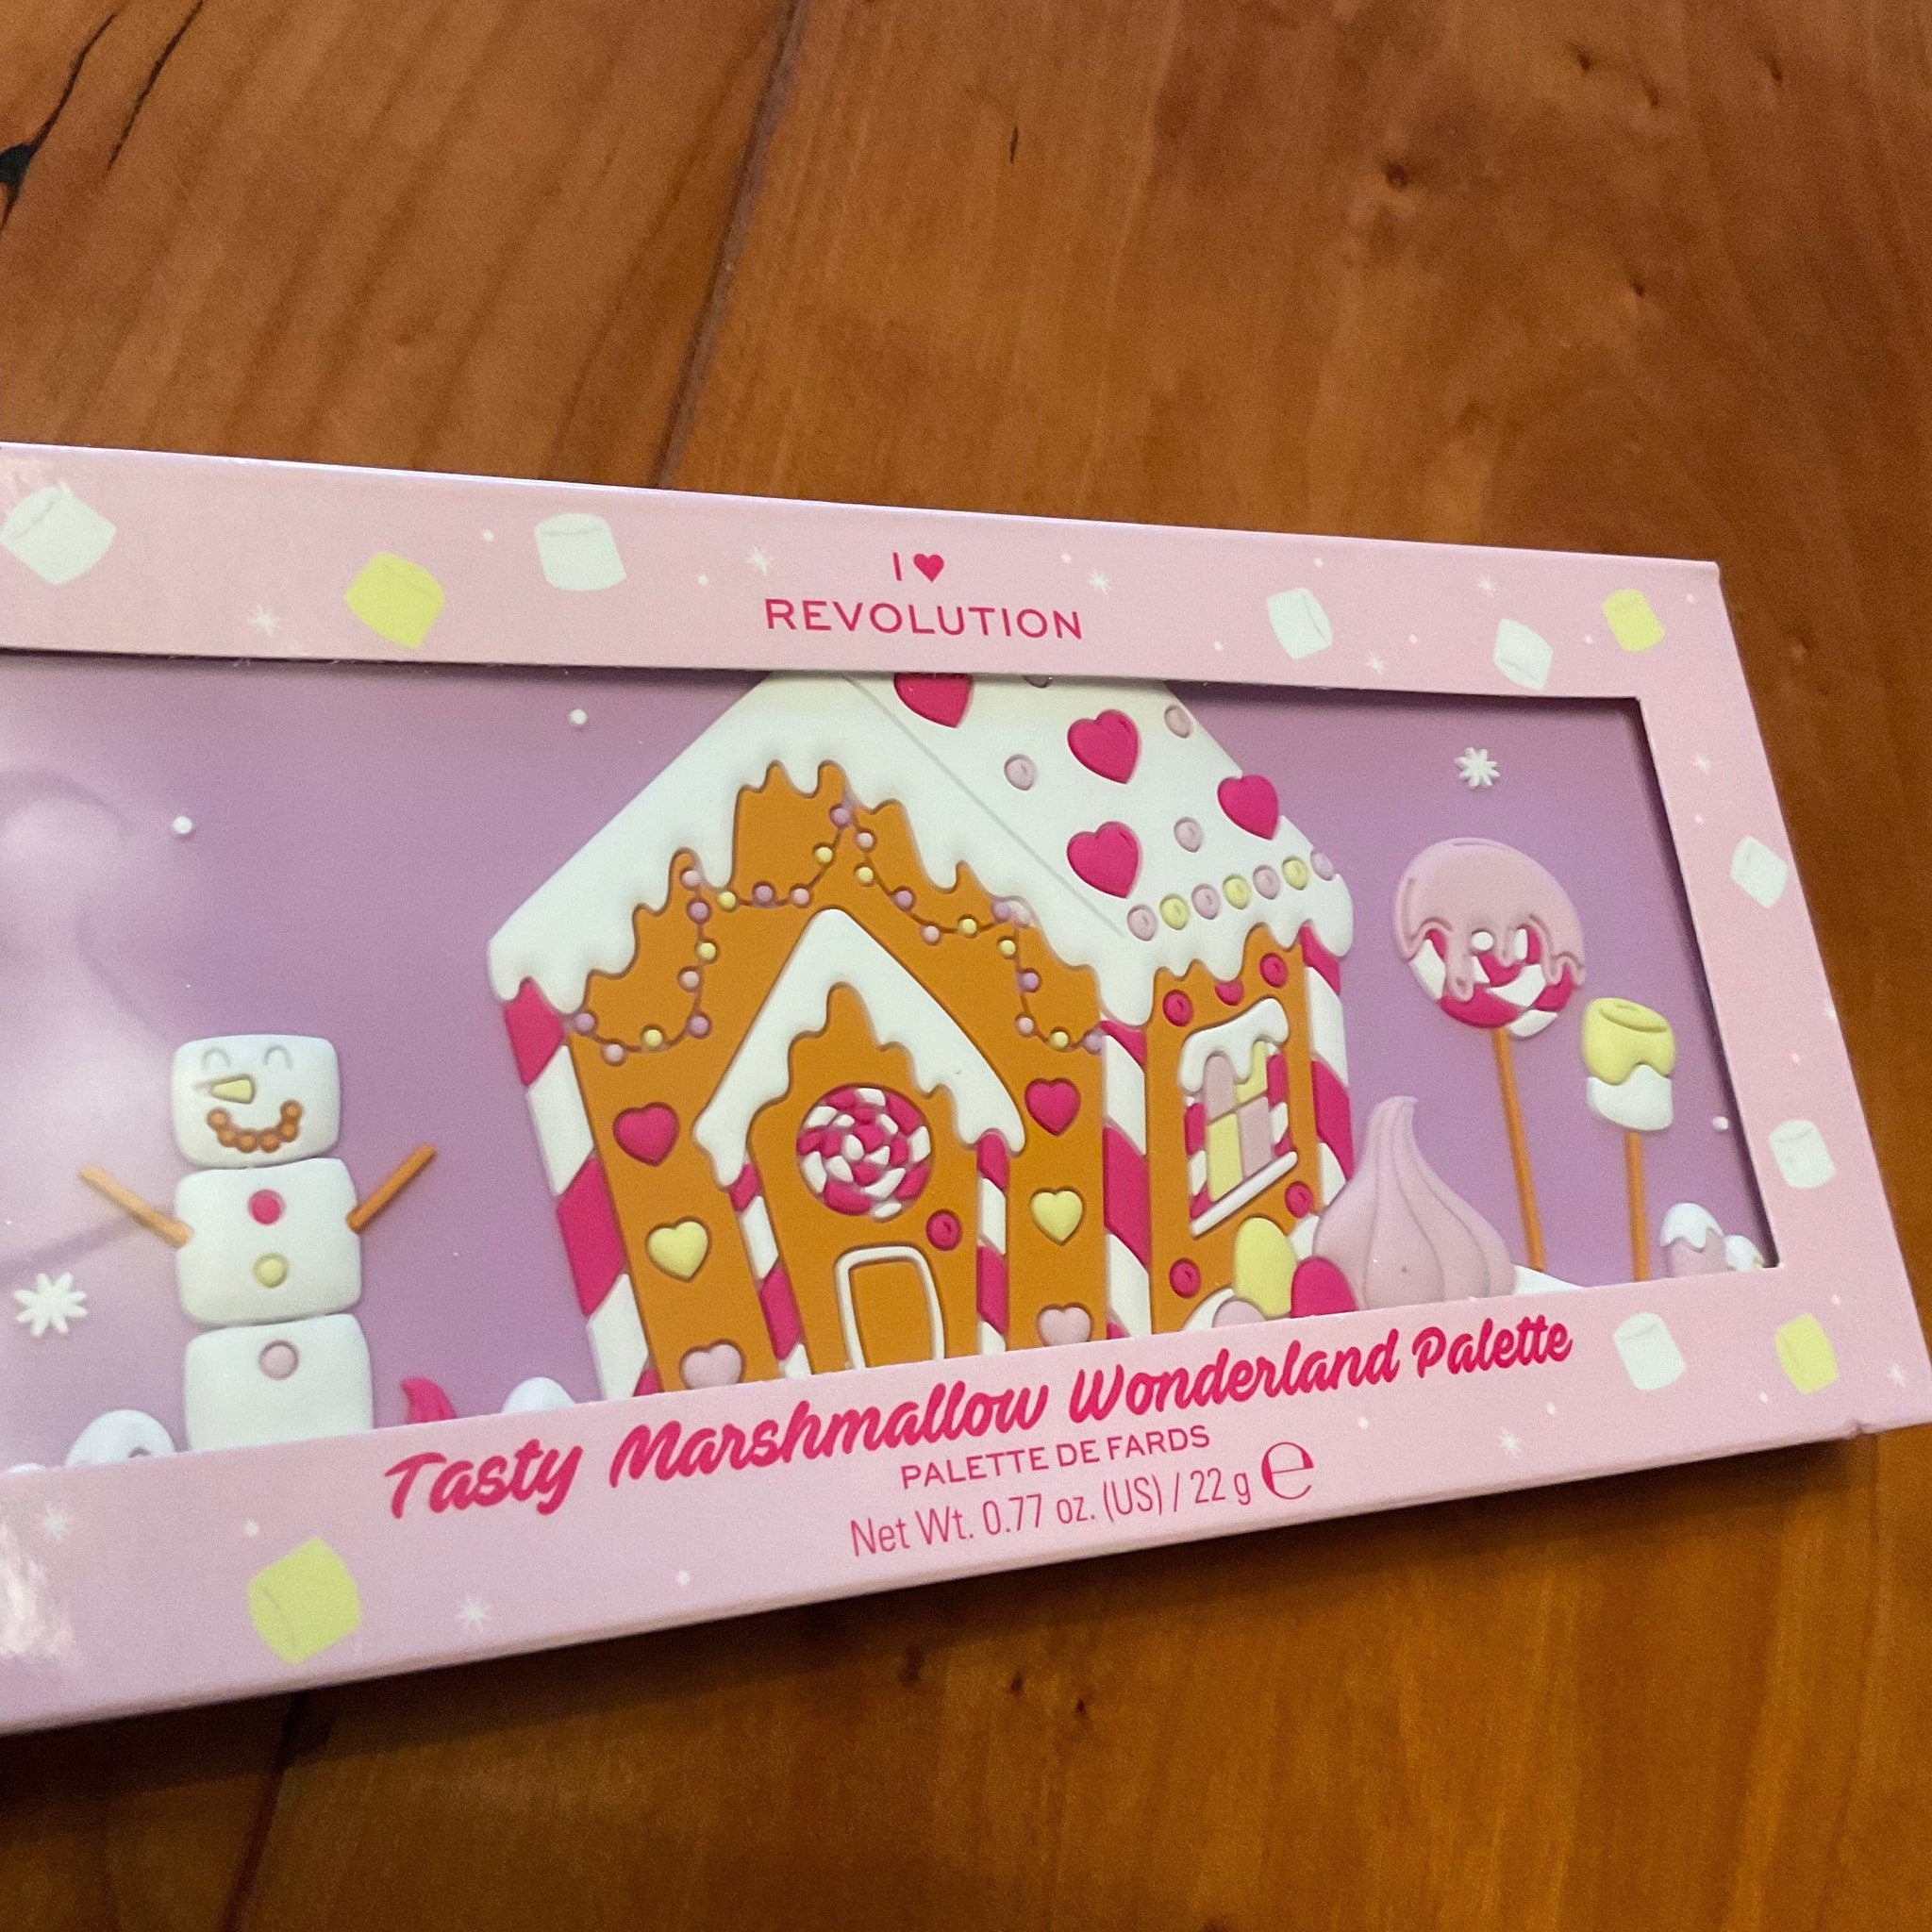 I ♥
REVOLUTION
Tasty Marshmallow Wonderland Palette
PALETTE DE FARDS
Net Wt. 0.77 oz. (US) / 22 g ℮